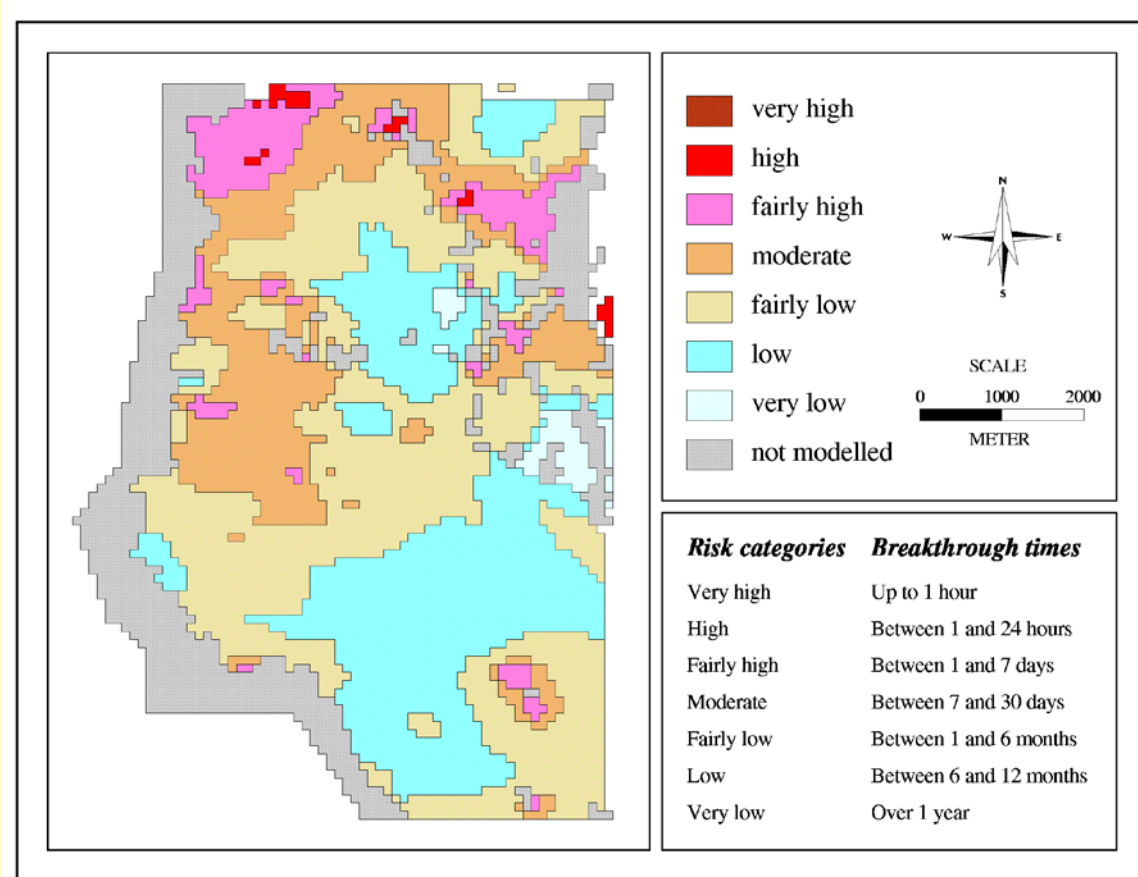 very high
high
fairly high
moderate
fairly low
low
very low
not modelled
N
W E
S
SCALE
0 1000 2000
METER
Risk categories Breakthrough times
Very high Up to 1 hour
High Between 1 and 24 hours
Fairly high Between 1 and 7 days
Moderate Between 7 and 30 days
Fairly low Between 1 and 6 months
Low Between 6 and 12 months
Very low Over 1 year